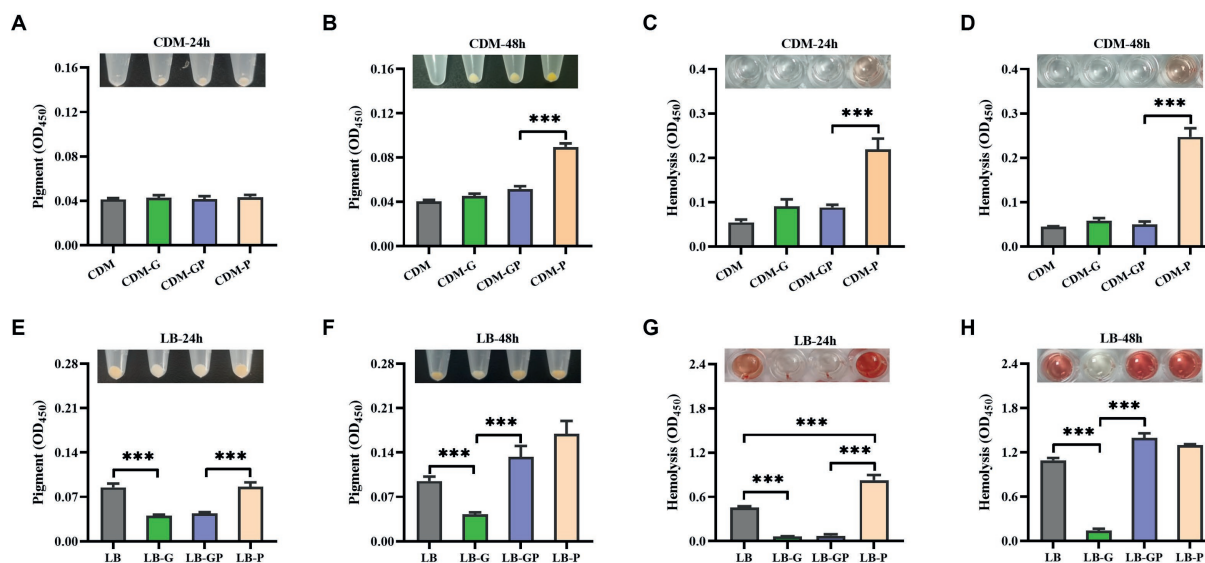 A
CDM-24h
Pigment (OD450)
0.16
0.12
0.08
0.04
0.00
CDM
CDM-G
CDM-GP
CDM-P
B
CDM-48h
Pigment (OD450)
0.16
0.12
0.08
0.04
0.00
***
CDM
CDM-G
CDM-GP
CDM-P
C
CDM-24h
Hemolysis (OD450)
0.4
0.3
0.2
0.1
0.0
***
CDM
CDM-G
CDM-GP
CDM-P
D
CDM-48h
Hemolysis (OD450)
0.4
0.3
0.2
0.1
0.0
***
CDM
CDM-G
CDM-GP
CDM-P
E
LB-24h
Pigment (OD450)
0.28
0.21
0.14
0.07
0.00
***
***
LB
LB-G
LB-GP
LB-P
F
LB-48h
Pigment (OD450)
0.28
0.21
0.14
0.07
0.00
***
***
LB
LB-G
LB-GP
LB-P
G
LB-24h
Hemolysis (OD450)
2.4
1.8
1.2
0.6
0.0
***
***
***
LB
LB-G
LB-GP
LB-P
H
LB-48h
Hemolysis (OD450)
2.4
1.8
1.2
0.6
0.0
***
***
LB
LB-G
LB-GP
LB-P